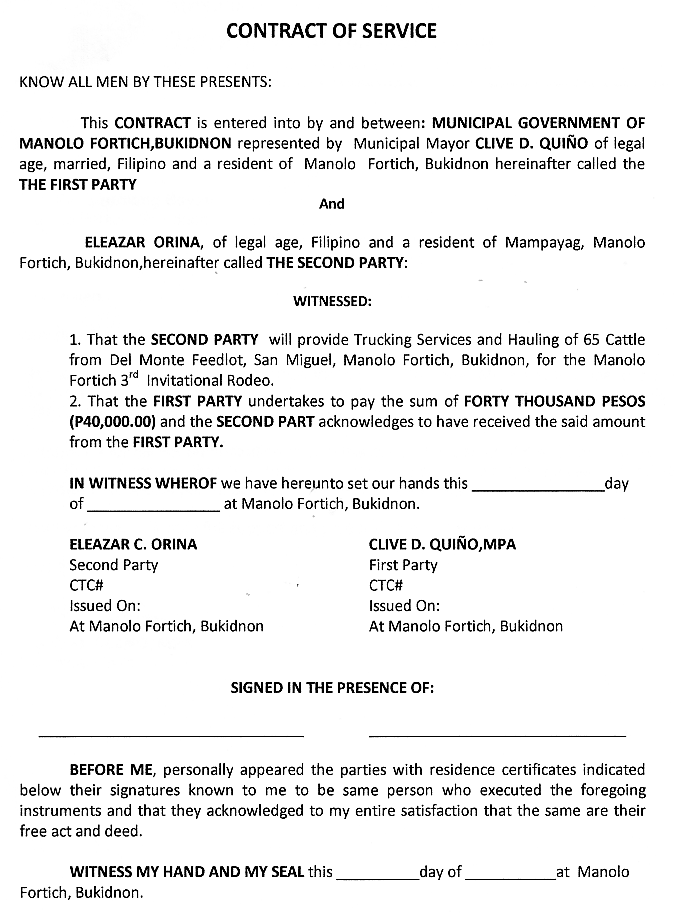 CONTRACT OF SERVICE
KNOW ALL MEN BY THESE PRESENTS:
This CONTRACT is entered into by and between: MUNICIPAL GOVERNMENT OF
MANOLO FORTICH,BUKIDNON represented by Municipal Mayor CLIVE D. QUIÑO of legal
age, married, Filipino and a resident of Manolo Fortich, Bukidnon hereinafter called the
THE FIRST PARTY
And
ELEAZAR ORINA, of legal age, Filipino and a resident of Mampayag, Manolo
Fortich, Bukidnon,hereinafter called THE SECOND PARTY:
WITNESSED:
1. That the SECOND PARTY will provide Trucking Services and Hauling of 65 Cattle
from Del Monte Feedlot, San Miguel, Manolo Fortich, Bukidnon, for the Manolo
Fortich 3rd Invitational Rodeo.
2. That the FIRST PARTY undertakes to pay the sum of FORTY THOUSAND PESOS
(P40,000.00) and the SECOND PART acknowledges to have received the said amount
from the FIRST PARTY.
IN WITNESS WHEROF we have hereunto set our hands this ________________day
of ________________ at Manolo Fortich, Bukidnon.
ELEAZAR C. ORINA CLIVE D. QUIÑO,MPA
Second Party First Party
CTC# CTC#
Issued On: Issued On:
At Manolo Fortich, Bukidnon At Manolo Fortich, Bukidnon
SIGNED IN THE PRESENCE OF:
BEFORE ME, personally appeared the parties with residence certificates indicated
below their signatures known to me to be same person who executed the foregoing
instruments and that they acknowledged to my entire satisfaction that the same are their
free act and deed.
WITNESS MY HAND AND MY SEAL this __________day of ___________at Manolo
Fortich, Bukidnon.